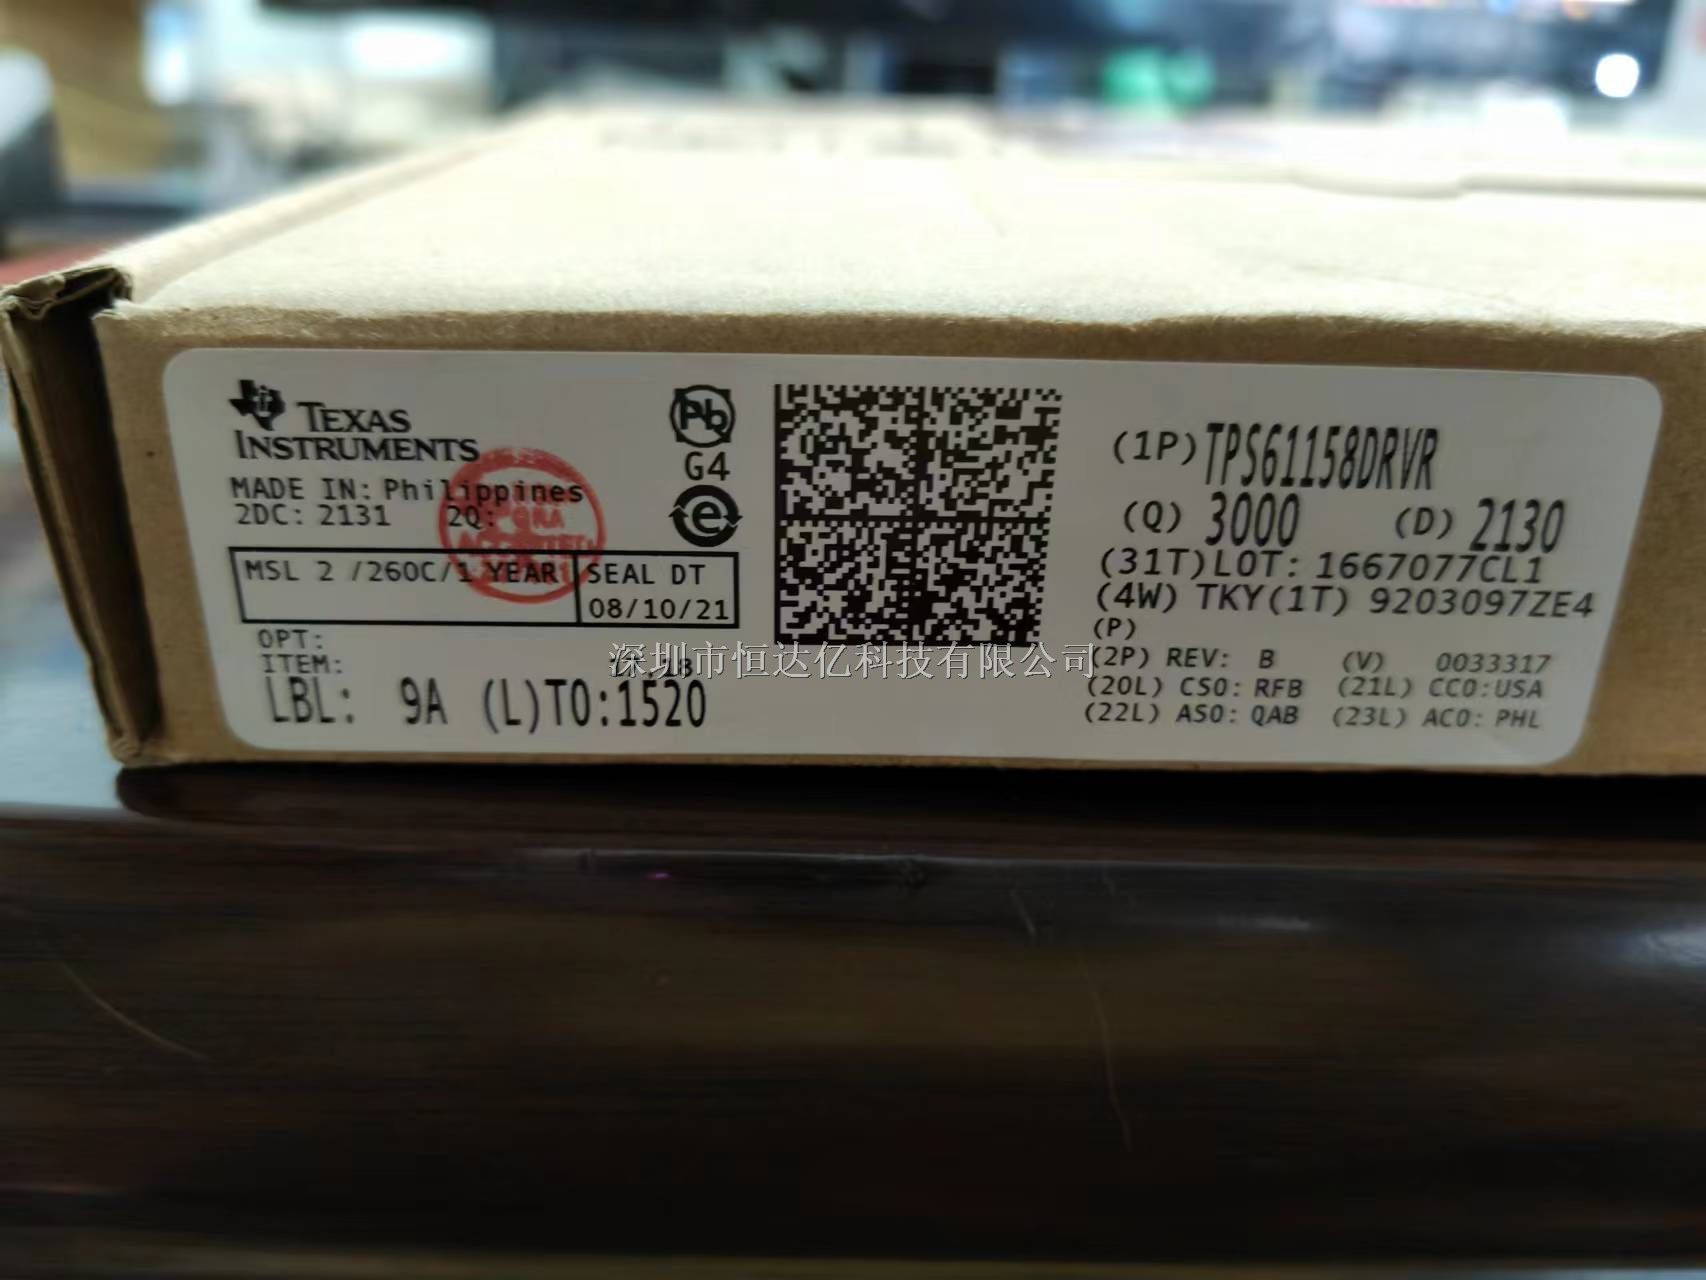 TEXAS
INSTRUMENTS
MADE IN: Philippines
2DC: 2131 2Q:
ACCEPTED
MSL 2 /260C/1 YEAR
SEAL DT
08/10/21
OPT:
ITEM:
LBL: 9A (L)TO:1520
Pb
G4
e
(1P) TPS61158DRVR
(Q) 3000 (D) 2130
(31T)LOT: 1667077CL1
(4W) TKY(1T) 9203097ZE4
(P)
(2P) REV: B (V) 0033317
(20L) CSO: RFB (21L) CCO:USA
(22L) ASO: QAB (23L) ACO: PHL
深圳市恒达亿科技有限公司